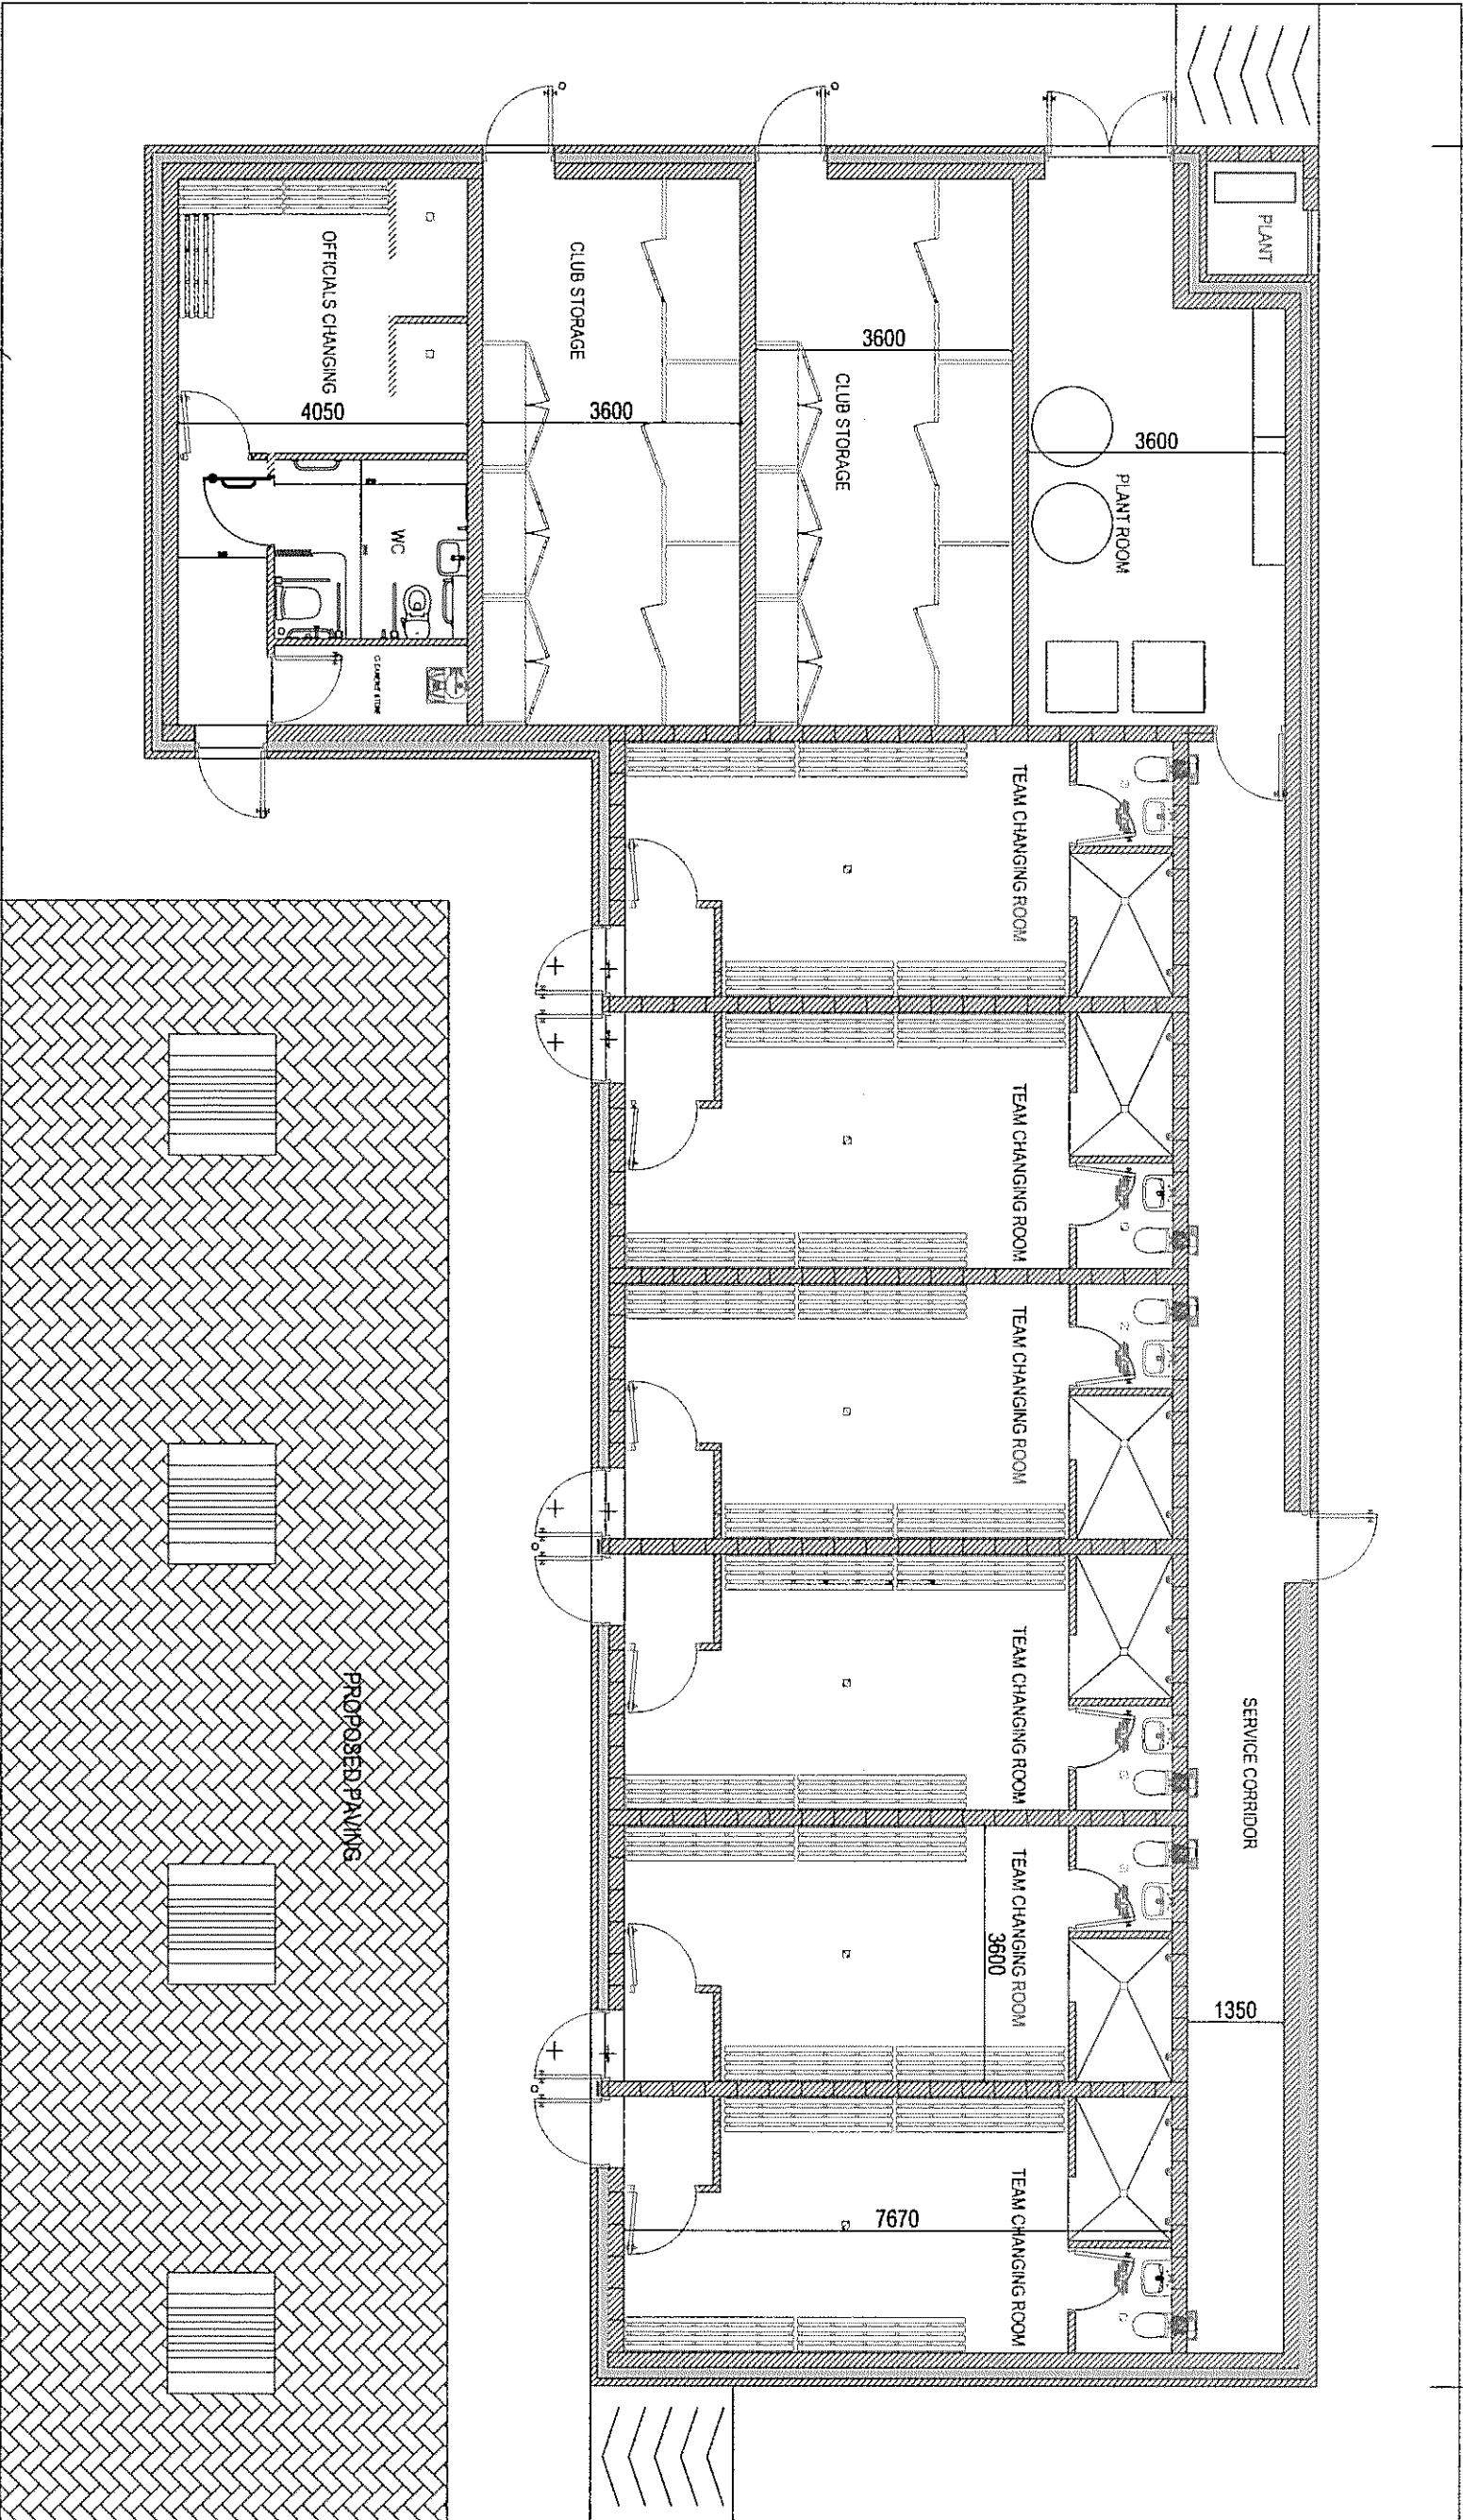 PLANT
OFFICIALS CHANGING
CLUB STORAGE
3600
CLUB STORAGE
4050
3600
3600
PLANT ROOM
WC
TEAM CHANGING ROOM
TEAM CHANGING ROOM
TEAM CHANGING ROOM
TEAM CHANGING ROOM
SERVICE CORRIDOR
PROPOSED PAVING
TEAM CHANGING ROOM
3600
1350
TEAM CHANGING ROOM
7670